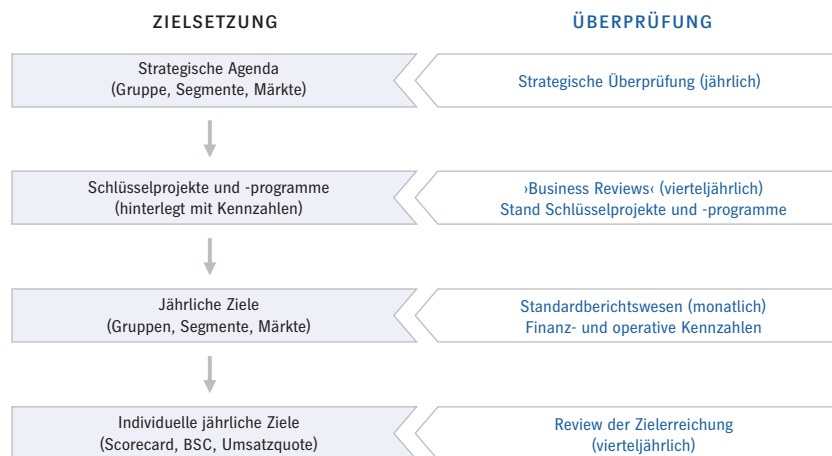 ZIELSETZUNG
ÜBERPRÜFUNG
Strategische Agenda
(Gruppe, Segmente, Märkte)
Strategische Überprüfung (jährlich)
Schlüsselprojekte und -programme
(hinterlegt mit Kennzahlen)
›Business Reviews‹ (vierteljährlich)
Stand Schlüsselprojekte und -programme
Jährliche Ziele
(Gruppen, Segmente, Märkte)
Standardberichtswesen (monatlich)
Finanz- und operative Kennzahlen
Individuelle jährliche Ziele
(Scorecard, BSC, Umsatzquote)
Review der Zielerreichung
(vierteljährlich)